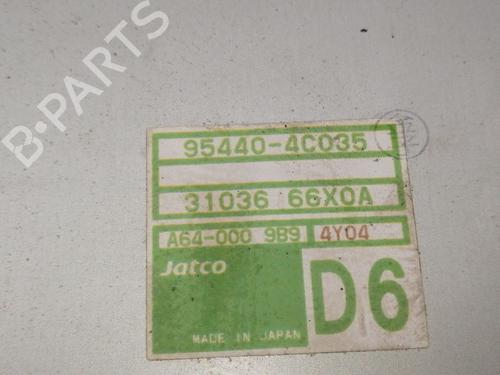 B-PARTS
95440-4C035
31036 66X0A
A64-000 9B9 4Y04
Jatco
D6
MADE IN JAPAN